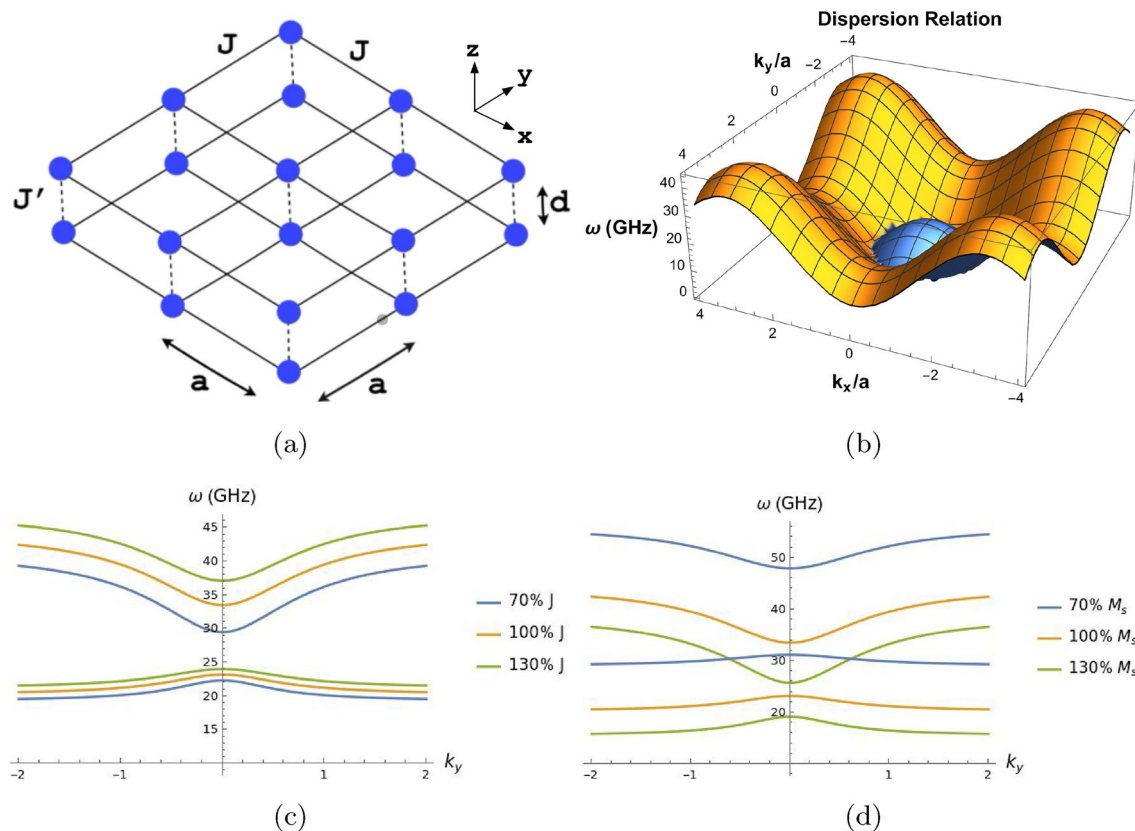 J
J
z
y
x
J'
d
a
a
(a)
Dispersion Relation
k_y/a
-4
-2
0
2
4
40
30
20
10
0
ω (GHz)
4
2
0
-2
-4
k_x/a
(b)
ω (GHz)
45
40
35
30
25
20
15
-2
-1
0
1
2
k_y
70% J
100% J
130% J
(c)
ω (GHz)
50
40
30
20
-2
-1
0
1
2
k_y
70% M_s
100% M_s
130% M_s
(d)